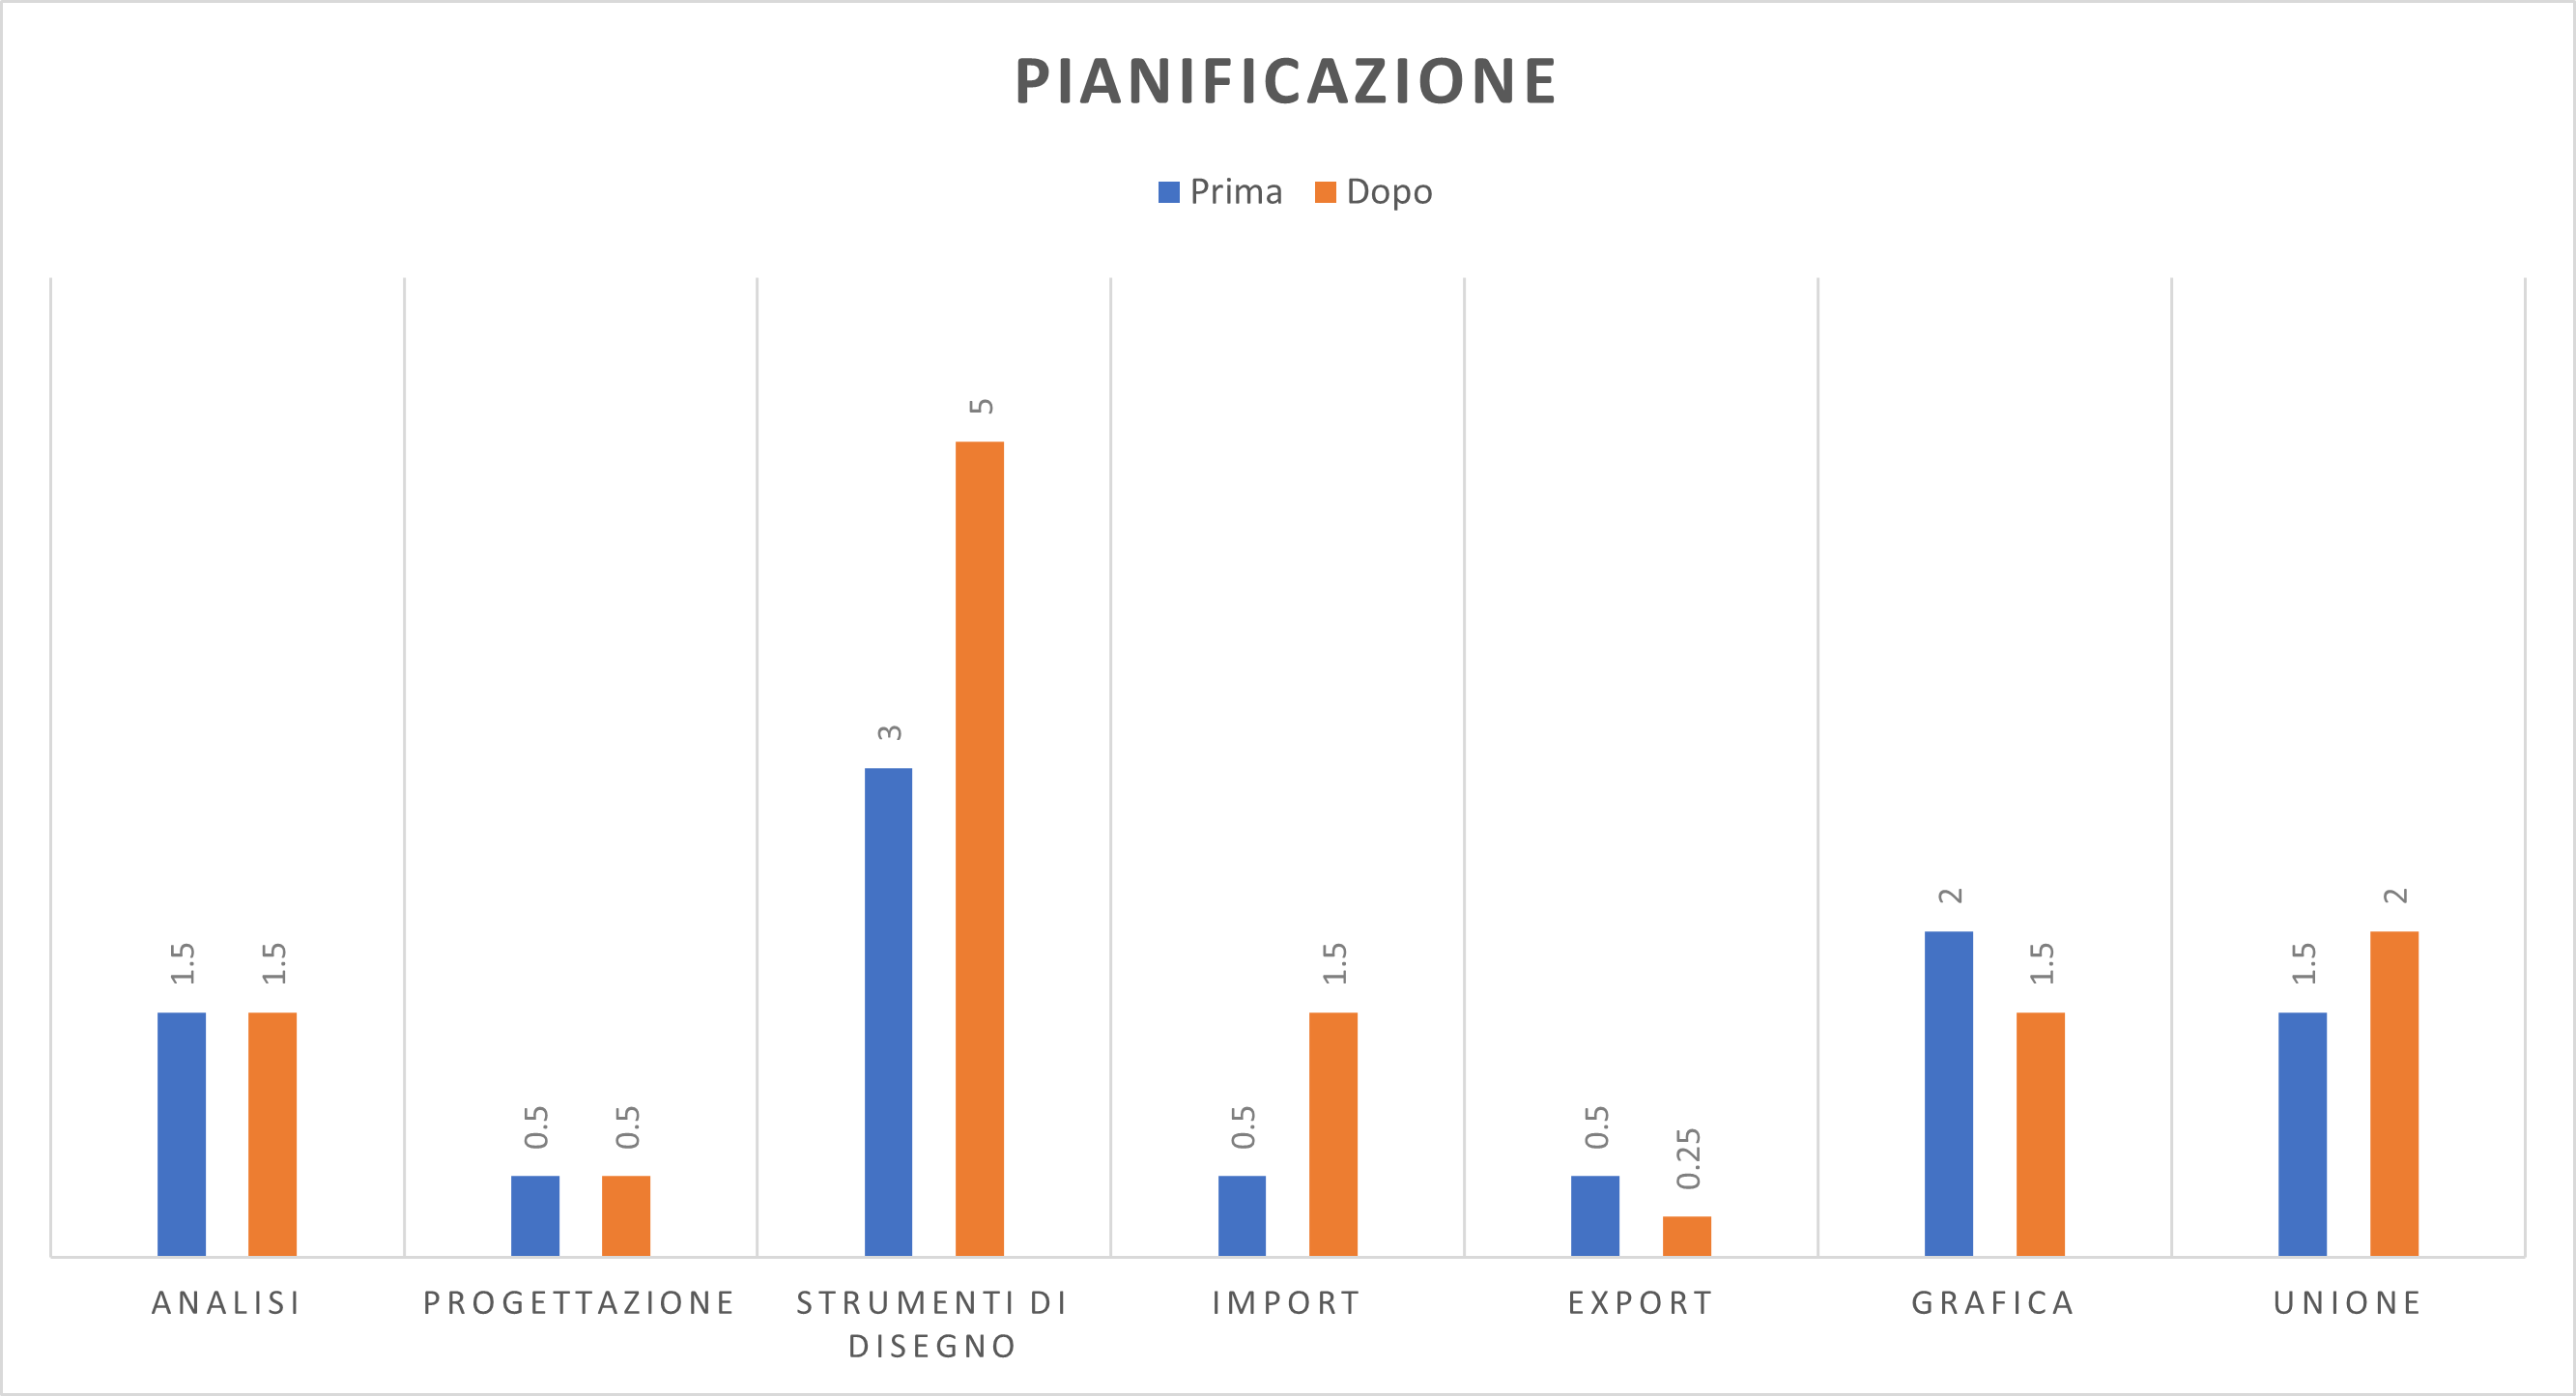 PIANIFICAZIONE
Prima Dopo
1.5 1.5
0.5 0.5
3 5
0.5 1.5
0.5 0.25
2 1.5
1.5 2
ANALISI
PROGETTAZIONE
STRUMENTI DI
DISEGNO
IMPORT
EXPORT
GRAFICA
UNIONE